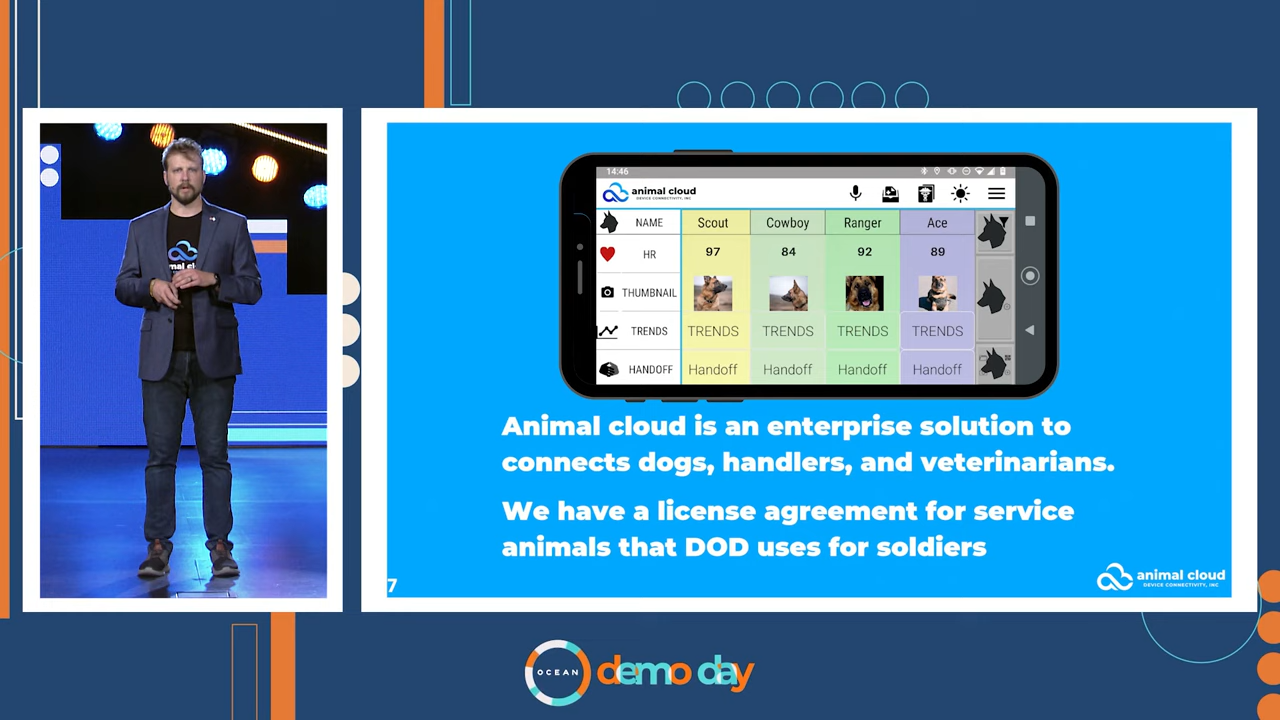 mal cl
14:46
animal cloud
DEVICE CONNECTIVITY, INC
NAME Scout Cowboy Ranger Ace
HR 97 84 92 89
THUMBNAIL
TRENDS TRENDS TRENDS TRENDS TRENDS
HANDOFF Handoff Handoff Handoff Handoff
Animal cloud is an enterprise solution to
connects dogs, handlers, and veterinarians.
We have a license agreement for service
animals that DOD uses for soldiers
7
animal cloud
DEVICE CONNECTIVITY, INC
OCEAN demo day